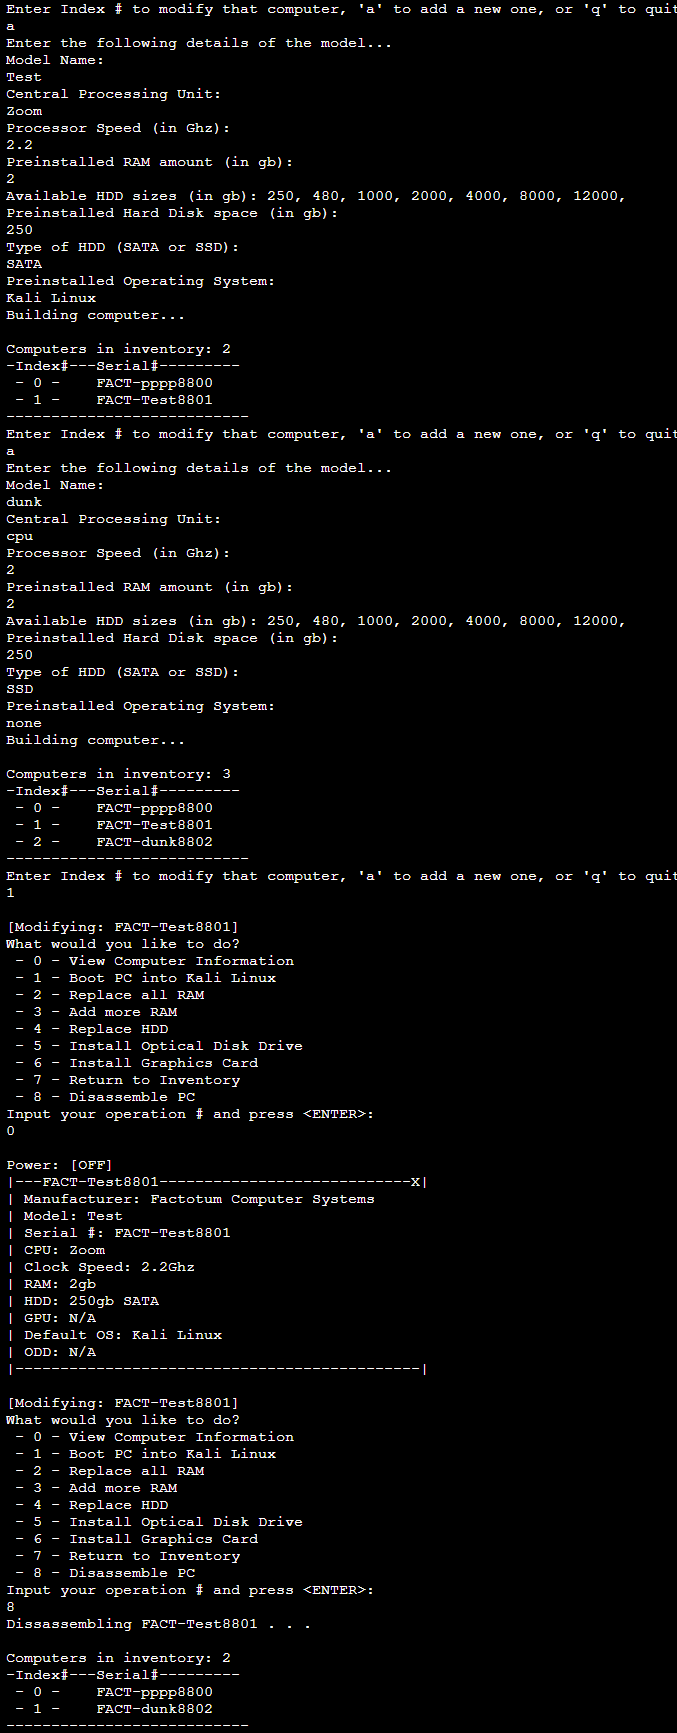 Enter Index # to modify that computer, 'a' to add a new one, or 'q' to quit
a
Enter the following details of the model...
Model Name:
Test
Central Processing Unit:
Zoom
Processor Speed (in Ghz):
2.2
Preinstalled RAM amount (in gb):
2
Available HDD sizes (in gb): 250, 480, 1000, 2000, 4000, 8000, 12000,
Preinstalled Hard Disk space (in gb):
250
Type of HDD (SATA or SSD):
SATA
Preinstalled Operating System:
Kali Linux
Building computer...

Computers in inventory: 2
-Index#---Serial#---------
 - 0 -    FACT-pppp8800
 - 1 -    FACT-Test8801
---------------------------
Enter Index # to modify that computer, 'a' to add a new one, or 'q' to quit
a
Enter the following details of the model...
Model Name:
dunk
Central Processing Unit:
cpu
Processor Speed (in Ghz):
2
Preinstalled RAM amount (in gb):
2
Available HDD sizes (in gb): 250, 480, 1000, 2000, 4000, 8000, 12000,
Preinstalled Hard Disk space (in gb):
250
Type of HDD (SATA or SSD):
SSD
Preinstalled Operating System:
none
Building computer...

Computers in inventory: 3
-Index#---Serial#---------
 - 0 -    FACT-pppp8800
 - 1 -    FACT-Test8801
 - 2 -    FACT-dunk8802
---------------------------
Enter Index # to modify that computer, 'a' to add a new one, or 'q' to quit
1

[Modifying: FACT-Test8801]
What would you like to do?
 - 0 - View Computer Information
 - 1 - Boot PC into Kali Linux
 - 2 - Replace all RAM
 - 3 - Add more RAM
 - 4 - Replace HDD
 - 5 - Install Optical Disk Drive
 - 6 - Install Graphics Card
 - 7 - Return to Inventory
 - 8 - Disassemble PC
Input your operation # and press <ENTER>:
0

Power: [OFF]
|---FACT-Test8801----------------------------X|
| Manufacturer: Factotum Computer Systems
| Model: Test
| Serial #: FACT-Test8801
| CPU: Zoom
| Clock Speed: 2.2Ghz
| RAM: 2gb
| HDD: 250gb SATA
| GPU: N/A
| Default OS: Kali Linux
| ODD: N/A
|---------------------------------------------|

[Modifying: FACT-Test8801]
What would you like to do?
 - 0 - View Computer Information
 - 1 - Boot PC into Kali Linux
 - 2 - Replace all RAM
 - 3 - Add more RAM
 - 4 - Replace HDD
 - 5 - Install Optical Disk Drive
 - 6 - Install Graphics Card
 - 7 - Return to Inventory
 - 8 - Disassemble PC
Input your operation # and press <ENTER>:
8
Dissassembling FACT-Test8801 . . .

Computers in inventory: 2
-Index#---Serial#---------
 - 0 -    FACT-pppp8800
 - 1 -    FACT-dunk8802
---------------------------